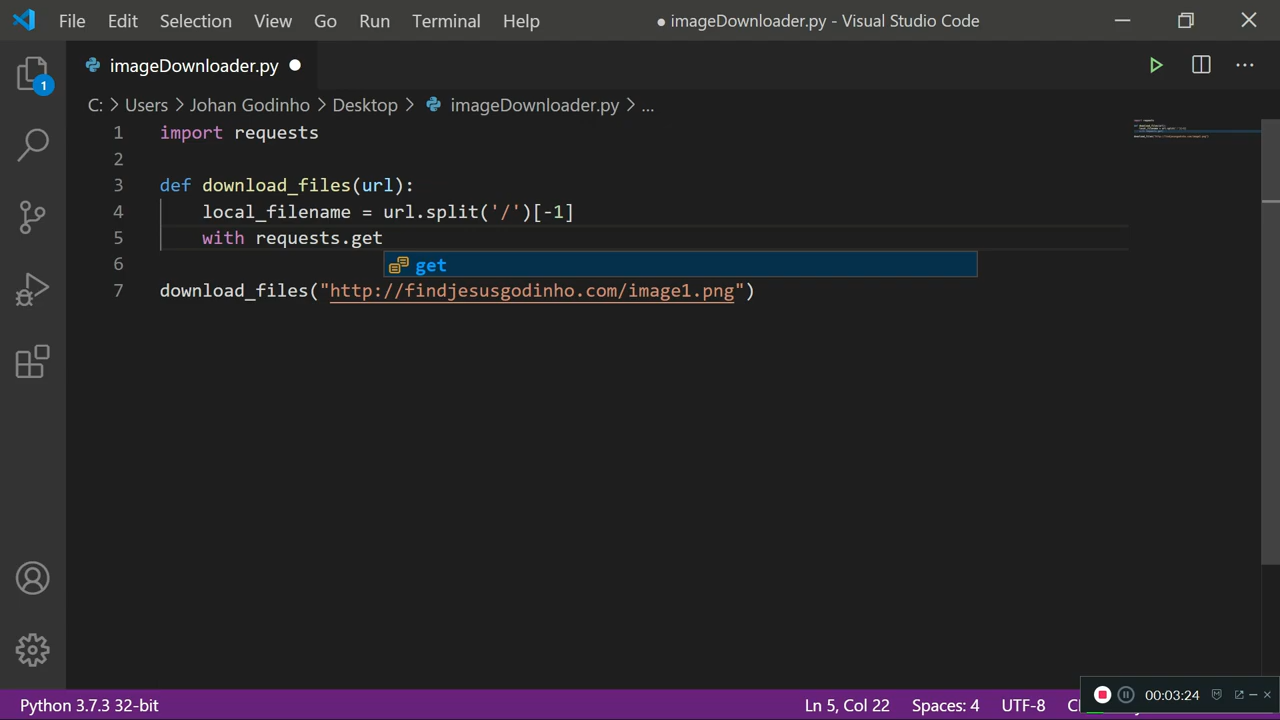 File Edit Selection View Go Run Terminal Help ● imageDownloader.py - Visual Studio Code
imageDownloader.py
1
C: > Users > Johan Godinho > Desktop > imageDownloader.py > ...
1 import requests
2
3 def download_files(url):
4 local_filename = url.split('/')[-1]
5 with requests.get
6 get
7 download_files("http://findjesusgodinho.com/image1.png")
Python 3.7.3 32-bit Ln 5, Col 22 Spaces: 4 UTF-8
00:03:24